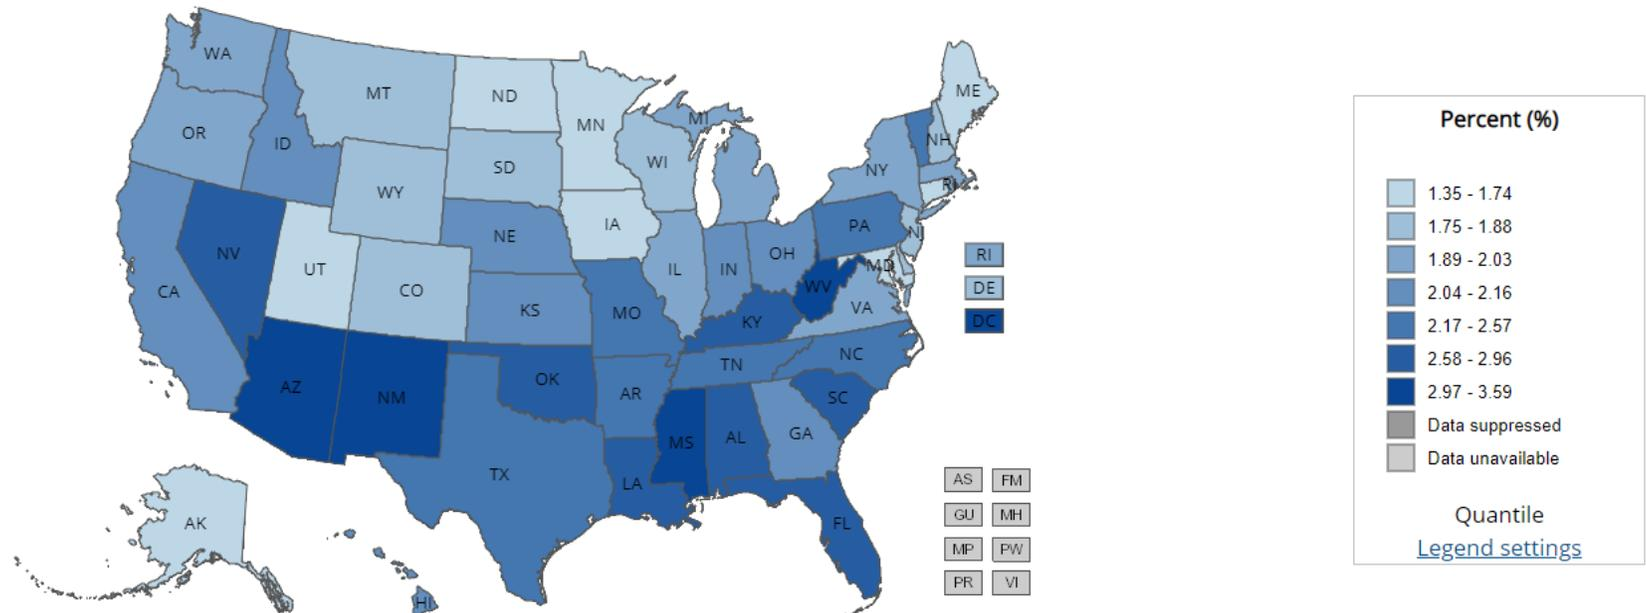 WA
MT
ND
MN
ME
OR
ID
SD
WI
MI
NY
NH
WY
RI
IA
NE
PA
NJ
NV
UT
CO
IL
IN
OH
MD
CA
KS
MO
WV
VA
KY
AZ
NM
OK
TN
NC
AR
SC
MS
AL
GA
TX
LA
FL
AK
HI
RI
DE
DC
AS
FM
GU
MH
MP
PW
PR
VI
Percent (%)
1.35 - 1.74
1.75 - 1.88
1.89 - 2.03
2.04 - 2.16
2.17 - 2.57
2.58 - 2.96
2.97 - 3.59
Data suppressed
Data unavailable
Quantile
Legend settings